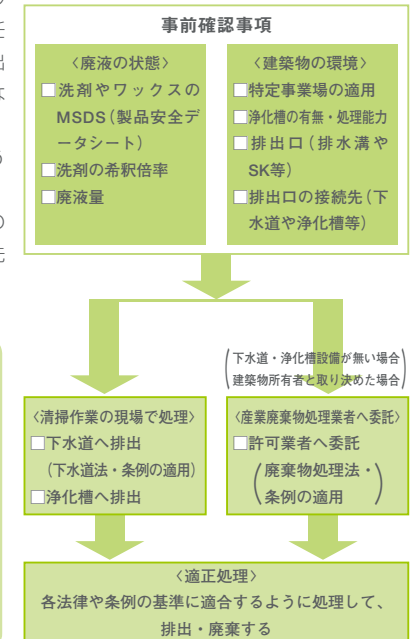 事前確認事項
〈廃液の状態〉
□洗剤やワックスの
MSDS(製品安全デ
ータシート)
□洗剤の希釈倍率
□廃液量
〈建築物の環境〉
□特定事業場の適用
□浄化槽の有無・処理能力
□排出口(排水溝や
SK等)
□排出口の接続先(下
水道や浄化槽等)
(下水道・浄化槽設備が無い場合
建築物所有者と取り決めた場合)
〈清掃作業の現場で処理〉
□下水道へ排出
(下水道法・条例の適用)
□浄化槽へ排出
〈産業廃棄物処理業者へ委託〉
□許可業者へ委託
(廃棄物処理法・
条例の適用)
〈適正処理〉
各法律や条例の基準に適合するように処理して、
排出・廃棄する